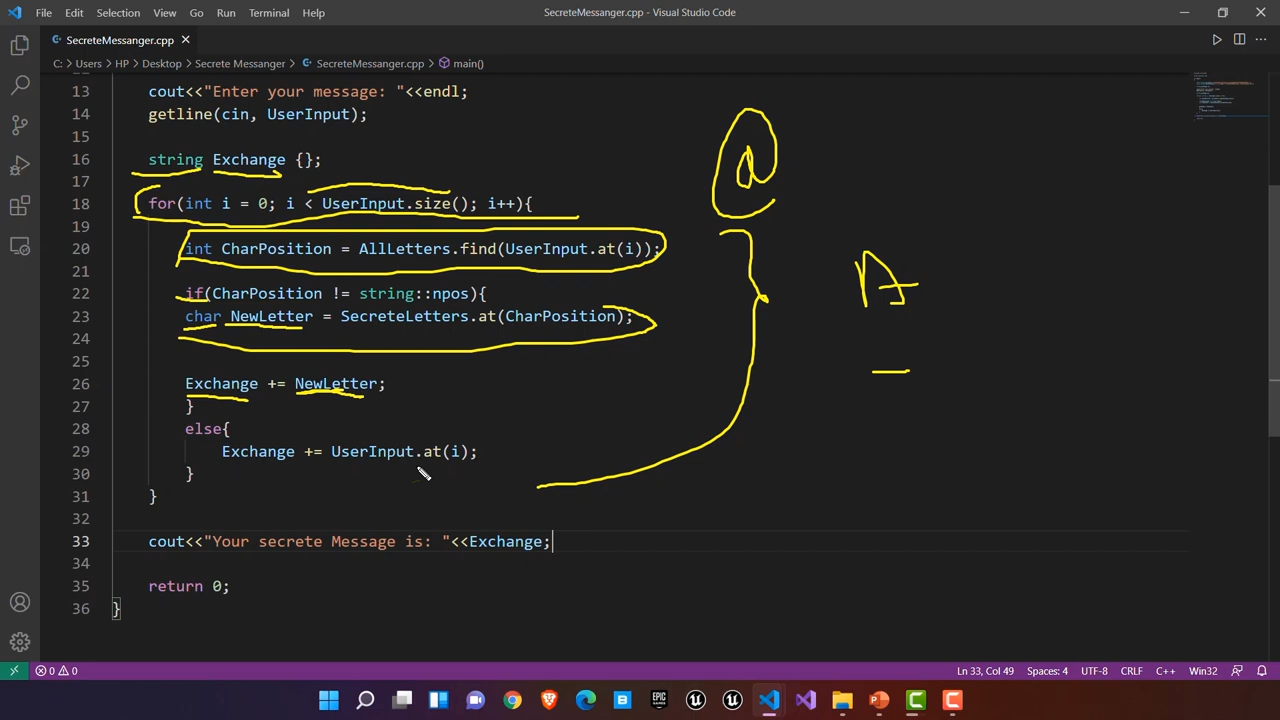 File Edit Selection View Go Run Terminal Help SecreteMessanger.cpp - Visual Studio Code
SecreteMessanger.cpp
C: > Users > HP > Desktop > Secrete Messanger > SecreteMessanger.cpp > main()
13 cout<<"Enter your message: "<<endl;
14 getline(cin, UserInput);
15
16 string Exchange {};
17
18 for(int i = 0; i < UserInput.size(); i++){
19
20 int CharPosition = AllLetters.find(UserInput.at(i));
21
22 if(CharPosition != string::npos){
23 char NewLetter = SecreteLetters.at(CharPosition);
24
25
26 Exchange += NewLetter;
27 }
28 else{
29 Exchange += UserInput.at(i);
30 }
31 }
32
33 cout<<"Your secrete Message is: "<<Exchange;
34
35 return 0;
36 }
@
0 0 Ln 33, Col 49 Spaces: 4 UTF-8 CRLF C++ Win32